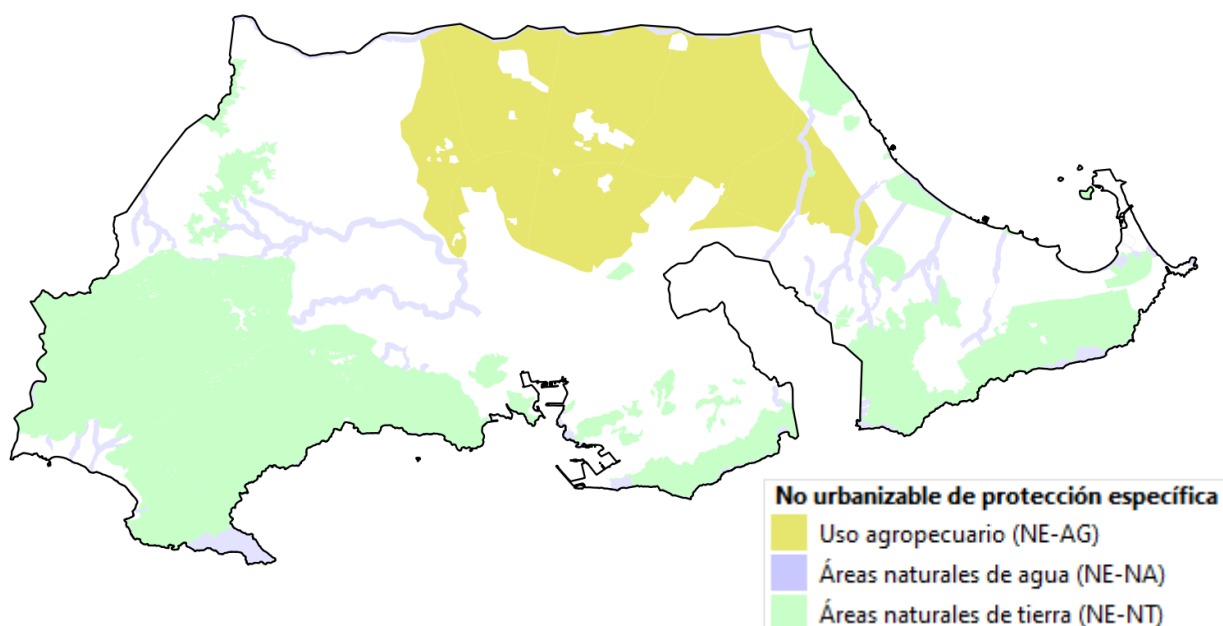 No urbanizable de protección específica
Uso agropecuario (NE-AG)
Áreas naturales de agua (NE-NA)
Áreas naturales de tierra (NE-NT)